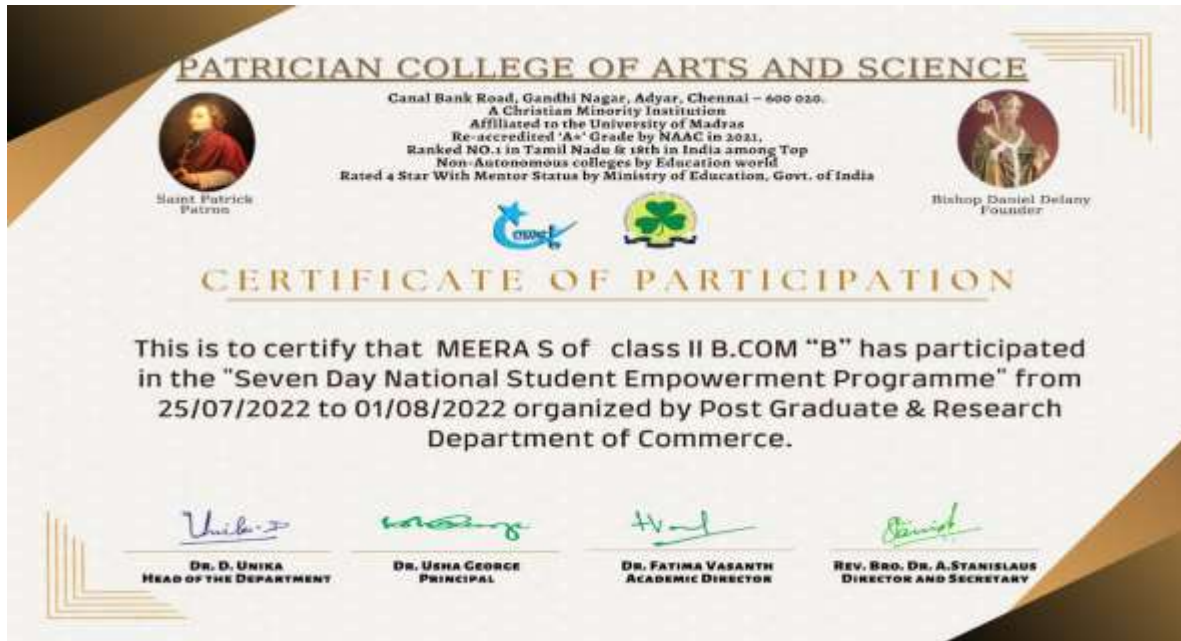 PATRICIAN COLLEGE OF ARTS AND SCIENCE
Canal Bank Road, Gandhi Nagar, Adyar, Chennai – 600 020.
A Christian Minority Institution
Affiliated to the University of Madras
Re-accredited 'A+' Grade by NAAC in 2021,
Ranked NO.1 in Tamil Nadu & 18th in India among Top
Non-Autonomous colleges by Education world
Rated 4 Star With Mentor Status by Ministry of Education, Govt. of India
Saint Patrick
Patron
Bishop Daniel Delany
Founder
CERTIFICATE OF PARTICIPATION
This is to certify that MEERA S of class II B.COM “B” has participated
in the "Seven Day National Student Empowerment Programme" from
25/07/2022 to 01/08/2022 organized by Post Graduate & Research
Department of Commerce.
DR. D. UNIKA
HEAD OF THE DEPARTMENT
DR. USHA GEORGE
PRINCIPAL
DR. FATIMA VASANTH
ACADEMIC DIRECTOR
REV. BRO. DR. A.STANISLAUS
DIRECTOR AND SECRETARY